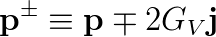 𝐩^± ≡ 𝐩 ∓ 2G_V 𝐣